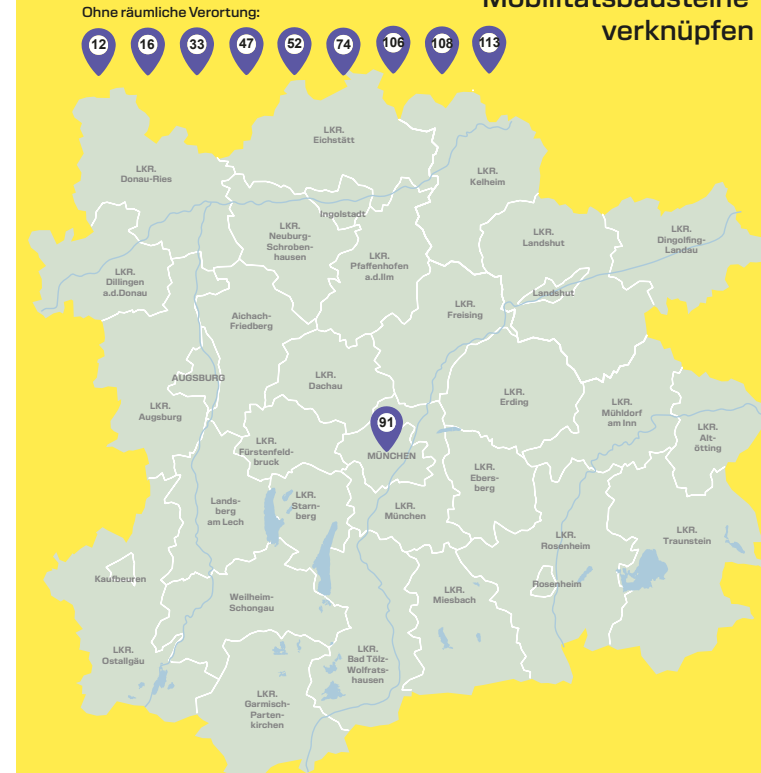 Mobilitätsbausteine
verknüpfen
Ohne räumliche Verortung:
12 16 33 47 52 74 106 108 113
LKR.
Eichstätt
LKR.
Donau-Ries
LKR.
Kelheim
Ingolstadt
LKR.
Neuburg-
Schroben-
hausen
LKR.
Landshut
LKR.
Dingolfing-
Landau
LKR.
Pfaffenhofen
a.d.Ilm
LKR.
Dillingen
a.d.Donau
Landshut
LKR.
Freising
Aichach-
Friedberg
AUGSBURG
LKR.
Dachau
LKR.
Erding
LKR.
Mühldorf
am Inn
LKR.
Augsburg
91
MÜNCHEN
LKR.
Alt-
ötting
LKR.
Fürstenfeld-
bruck
LKR.
Ebers-
berg
Lands-
berg
am Lech
LKR.
Starn-
berg
LKR.
München
LKR.
Rosenheim
LKR.
Traunstein
Kaufbeuren
Rosenheim
Weilheim-
Schongau
LKR.
Miesbach
LKR.
Ostallgäu
LKR.
Bad Tölz-
Wolfrats-
hausen
LKR.
Garmisch-
Parten-
kirchen